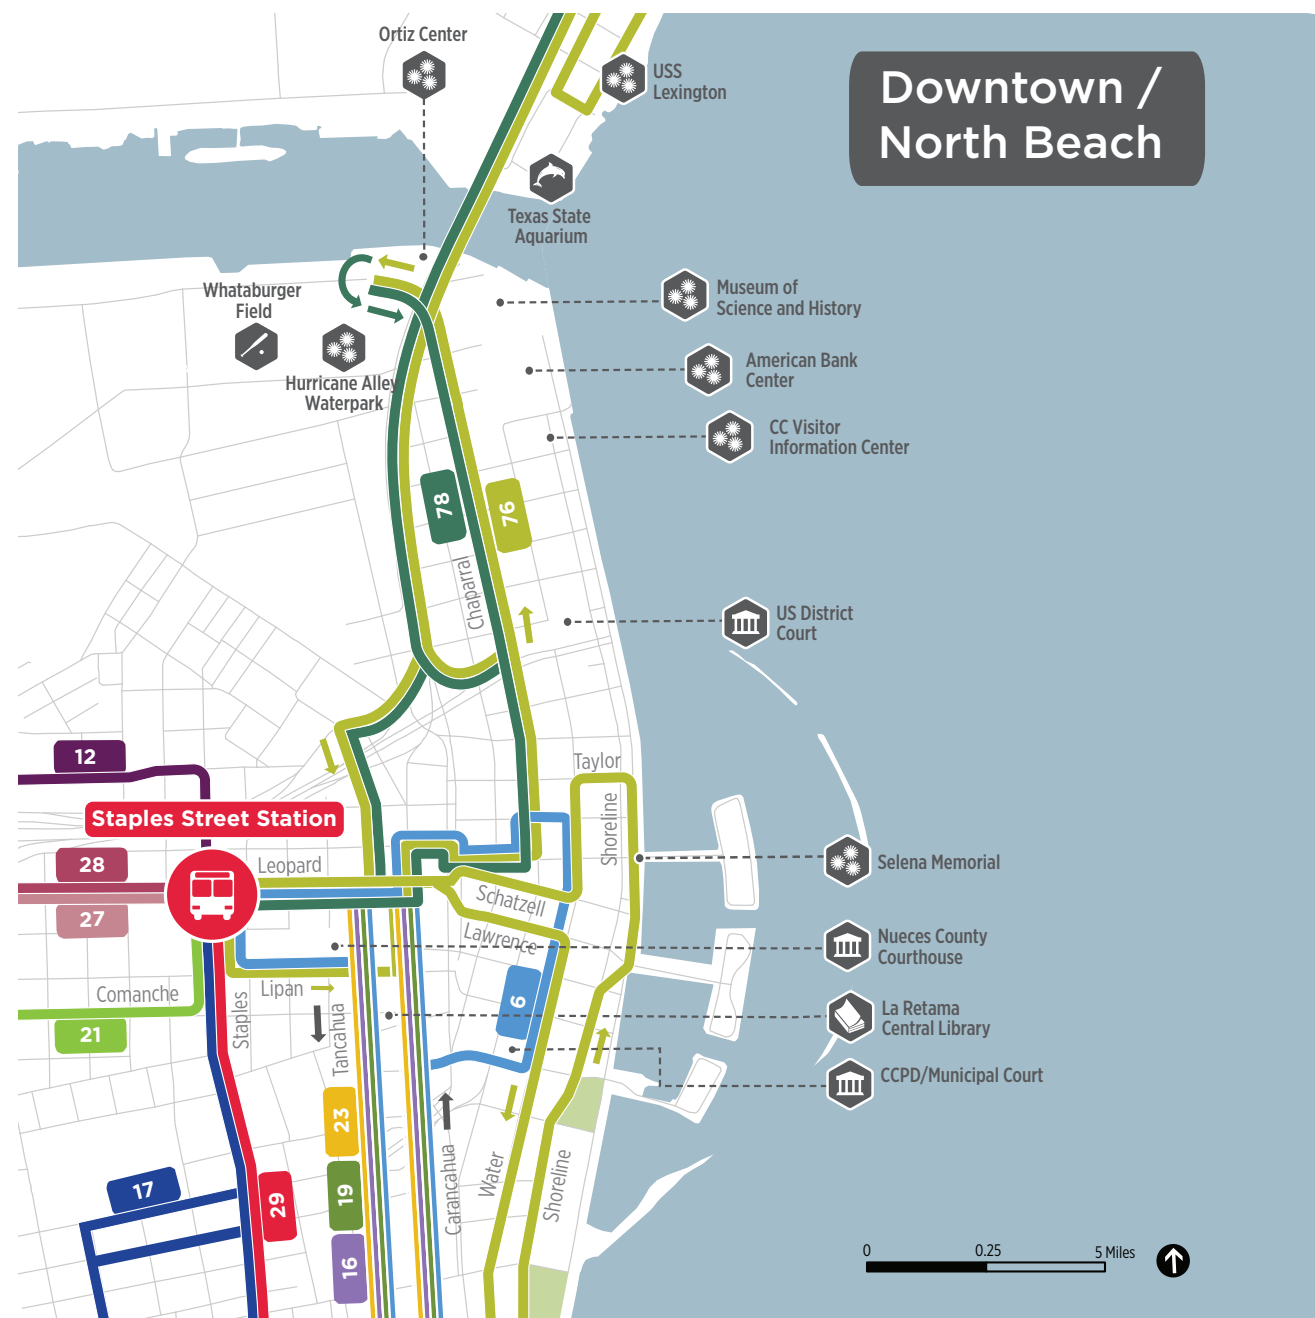 Ortiz Center
USS
Lexington
Downtown /
North Beach
Texas State
Aquarium
Whataburger
Field
Hurricane Alley
Waterpark
Museum of
Science and History
American Bank
Center
CC Visitor
Information Center
78
76
Chaparral
US District
Court
12
Taylor
Staples Street Station
Shoreline
28
Leopard
Selena Memorial
27
Schatzell
Lawrence
Nueces County
Courthouse
Comanche
Lipan
6
La Retama
Central Library
21
Staples
Tancahua
CCPD/Municipal Court
23
17
29
19
Carancahua
Water
Shoreline
16
0
0.25
5 Miles